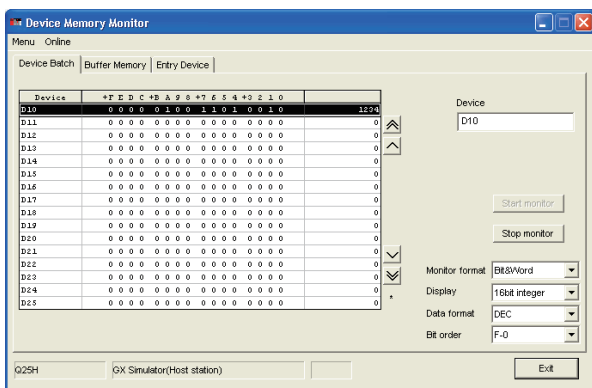 Device Memory Monitor
Menu Online
Device Batch Buffer Memory Entry Device
Device +F E D C +B A 9 8 +7 6 5 4 +3 2 1 0
D10 0 0 0 0 0 1 0 0 1 1 0 1 0 0 1 0 1234
D11 0 0 0 0 0 0 0 0 0 0 0 0 0 0 0 0 0
D12 0 0 0 0 0 0 0 0 0 0 0 0 0 0 0 0 0
D13 0 0 0 0 0 0 0 0 0 0 0 0 0 0 0 0 0
D14 0 0 0 0 0 0 0 0 0 0 0 0 0 0 0 0 0
D15 0 0 0 0 0 0 0 0 0 0 0 0 0 0 0 0 0
D16 0 0 0 0 0 0 0 0 0 0 0 0 0 0 0 0 0
D17 0 0 0 0 0 0 0 0 0 0 0 0 0 0 0 0 0
D18 0 0 0 0 0 0 0 0 0 0 0 0 0 0 0 0 0
D19 0 0 0 0 0 0 0 0 0 0 0 0 0 0 0 0 0
D20 0 0 0 0 0 0 0 0 0 0 0 0 0 0 0 0 0
D21 0 0 0 0 0 0 0 0 0 0 0 0 0 0 0 0 0
D22 0 0 0 0 0 0 0 0 0 0 0 0 0 0 0 0 0
D23 0 0 0 0 0 0 0 0 0 0 0 0 0 0 0 0 0
D24 0 0 0 0 0 0 0 0 0 0 0 0 0 0 0 0 0
D25 0 0 0 0 0 0 0 0 0 0 0 0 0 0 0 0 0
*
Device
D10
Start monitor
Stop monitor
Monitor format Bit&Word
Display 16bit integer
Data format DEC
Bit order F-0
Q25H GX Simulator(Host station) Exit